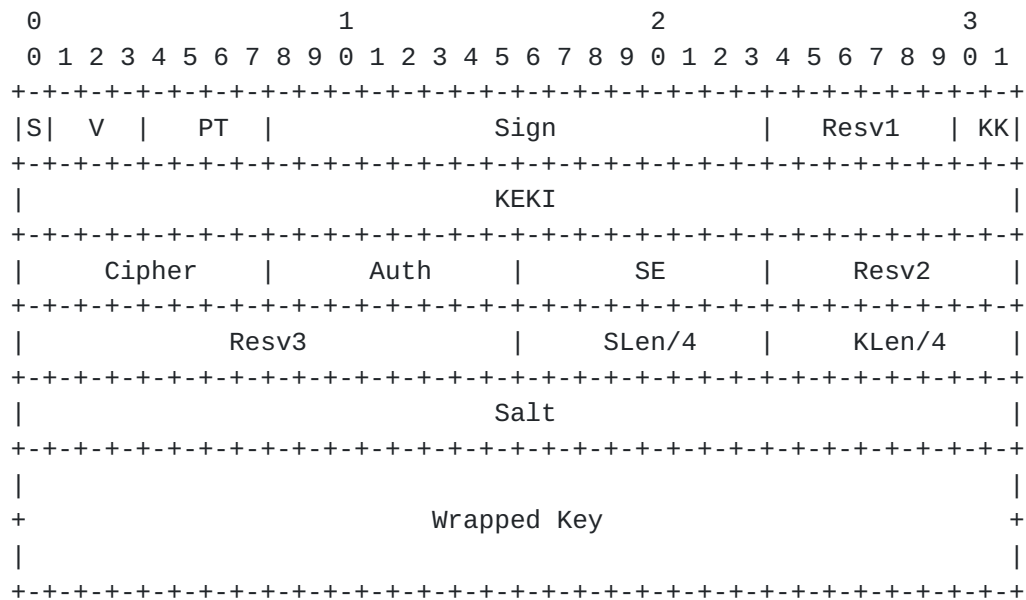 0                   1                   2                   3
 0 1 2 3 4 5 6 7 8 9 0 1 2 3 4 5 6 7 8 9 0 1 2 3 4 5 6 7 8 9 0 1
+-+-+-+-+-+-+-+-+-+-+-+-+-+-+-+-+-+-+-+-+-+-+-+-+-+-+-+-+-+-+-+-+
|S|  V  |   PT  |              Sign             |   Resv1   | KK|
+-+-+-+-+-+-+-+-+-+-+-+-+-+-+-+-+-+-+-+-+-+-+-+-+-+-+-+-+-+-+-+-+
|                              KEKI                             |
+-+-+-+-+-+-+-+-+-+-+-+-+-+-+-+-+-+-+-+-+-+-+-+-+-+-+-+-+-+-+-+-+
|     Cipher    |      Auth     |       SE      |     Resv2     |
+-+-+-+-+-+-+-+-+-+-+-+-+-+-+-+-+-+-+-+-+-+-+-+-+-+-+-+-+-+-+-+-+
|             Resv3             |     SLen/4    |     KLen/4    |
+-+-+-+-+-+-+-+-+-+-+-+-+-+-+-+-+-+-+-+-+-+-+-+-+-+-+-+-+-+-+-+-+
|                              Salt                             |
+-+-+-+-+-+-+-+-+-+-+-+-+-+-+-+-+-+-+-+-+-+-+-+-+-+-+-+-+-+-+-+-+
|                                                               |
+                          Wrapped Key                          +
|                                                               |
+-+-+-+-+-+-+-+-+-+-+-+-+-+-+-+-+-+-+-+-+-+-+-+-+-+-+-+-+-+-+-+-+